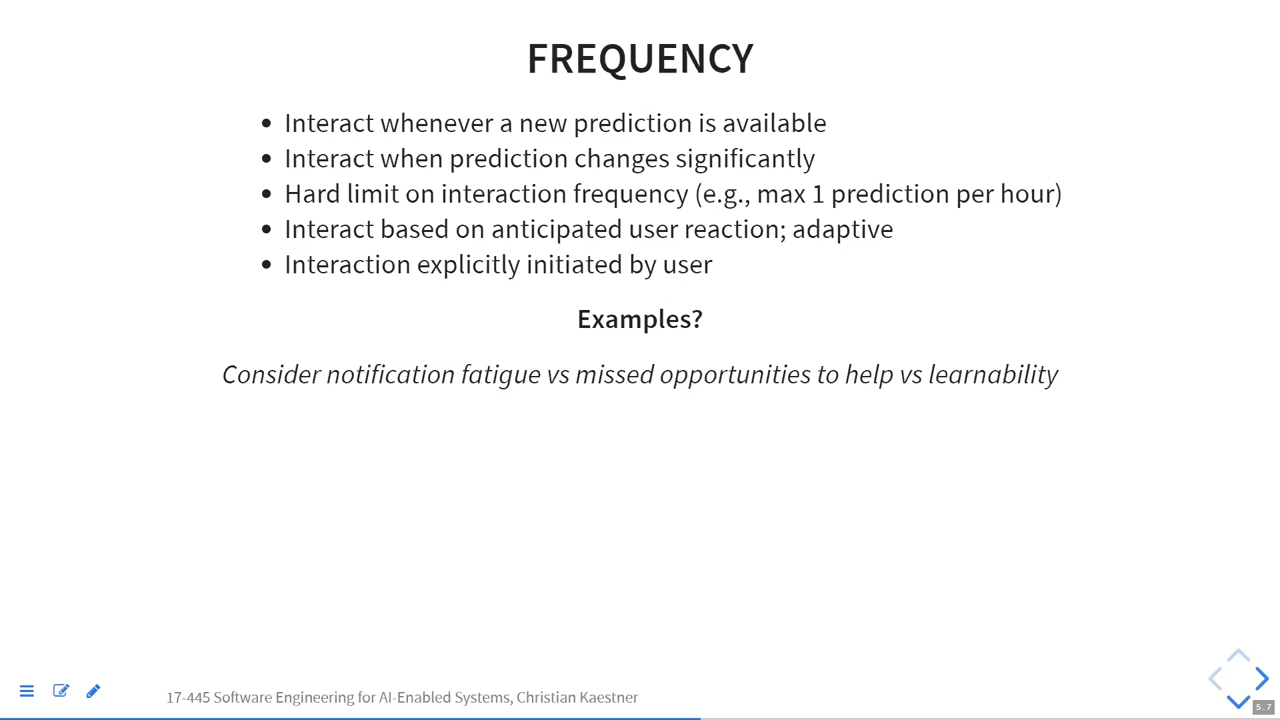 FREQUENCY
• Interact whenever a new prediction is available
• Interact when prediction changes significantly
• Hard limit on interaction frequency (e.g., max 1 prediction per hour)
• Interact based on anticipated user reaction; adaptive
• Interaction explicitly initiated by user
Examples?
Consider notification fatigue vs missed opportunities to help vs learnability
17-445 Software Engineering for AI-Enabled Systems, Christian Kaestner
5.7